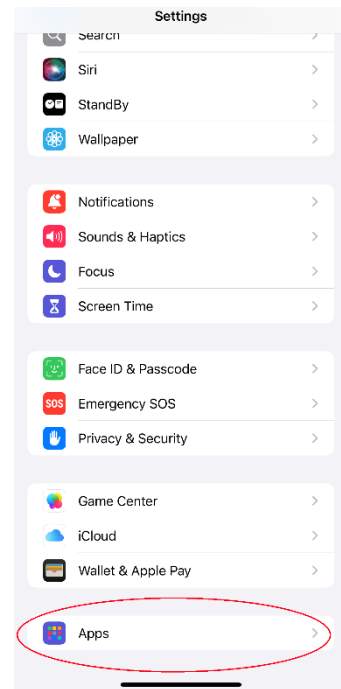 Settings
Search
Siri
StandBy
Wallpaper
Notifications
Sounds & Haptics
Focus
Screen Time
Face ID & Passcode
SOS Emergency SOS
Privacy & Security
Game Center
iCloud
Wallet & Apple Pay
Apps